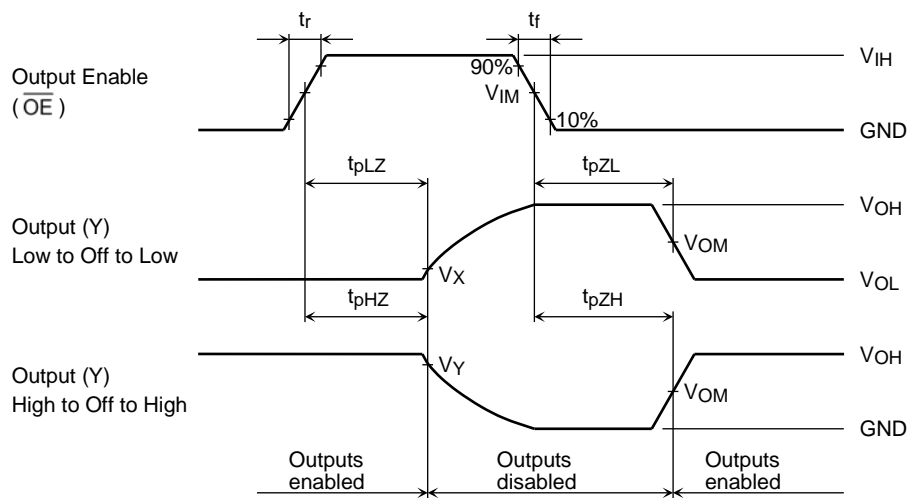 tr
tf
VIH
90%
Output Enable
( OE )
VIM
10%
GND
tpLZ
tpZL
VOH
Output (Y)
Low to Off to Low
VOM
VX
VOL
tpHZ
tpZH
VOH
VY
Output (Y)
High to Off to High
VOM
GND
Outputs
enabled
Outputs
disabled
Outputs
enabled